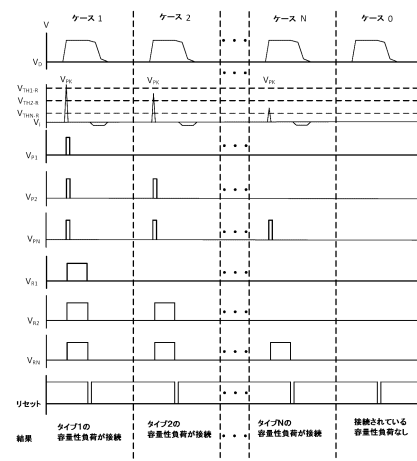 V ケース 1 ケース 2 ケース N ケース 0
VO
VPK VPK VPK
VTH1-R
VTH2-R
VTHN-R
VI
VP1
VP2
VPN
VR1
VR2
VRN
リセット
結果
タイプ1の
容量性負荷が接続
タイプ2の
容量性負荷が接続
タイプNの
容量性負荷が接続
接続されている
容量性負荷なし